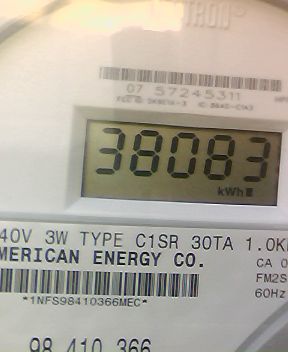 TRON
07 57245311
38083
kWh
40V 3W TYPE C1SR 30TA 1.0K
MERICAN ENERGY CO.
CA 0
FM2S
60Hz
*1NFS98410366MEC*
98 410 366